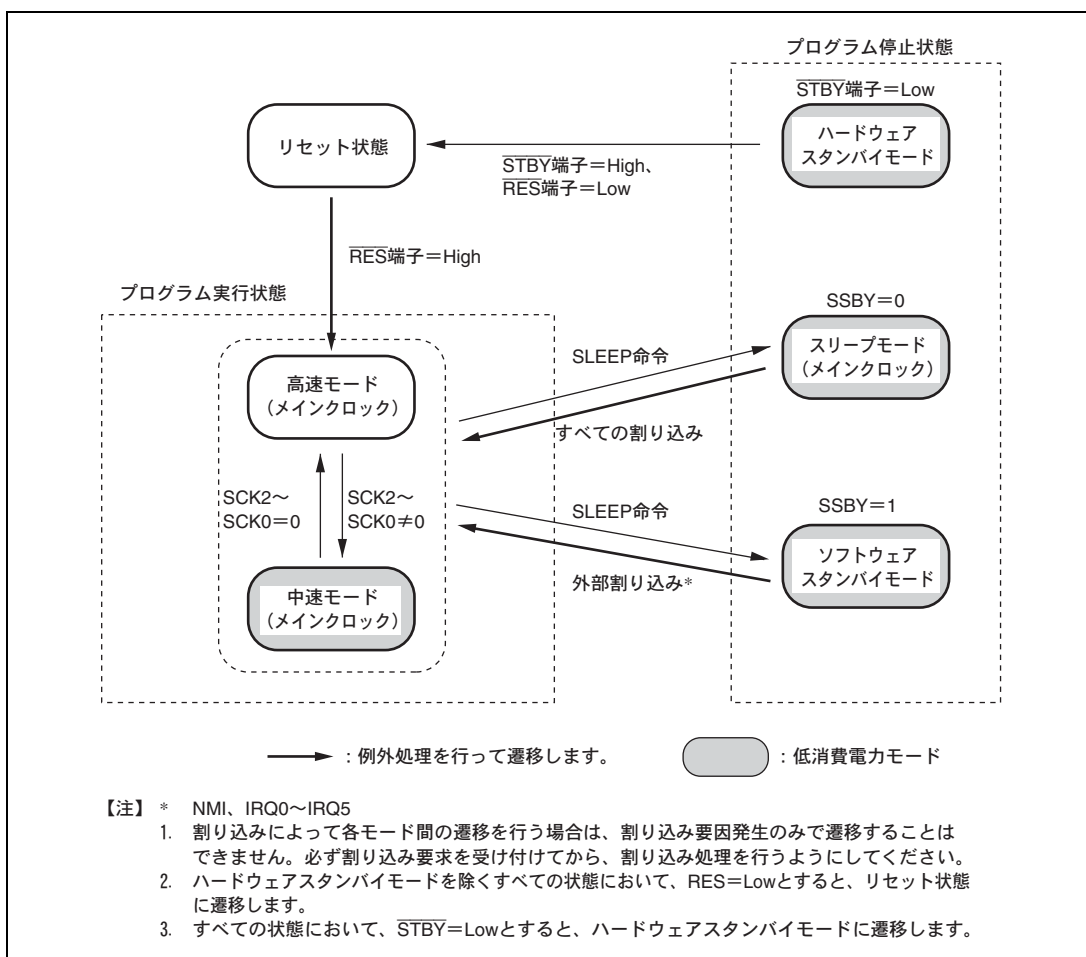 プログラム停止状態
STBY端子＝Low
ハードウェア
スタンバイモード
リセット状態
STBY端子＝High、
RES端子＝Low
RES端子＝High
プログラム実行状態
SSBY＝0
スリープモード
（メインクロック）
SLEEP命令
すべての割り込み
高速モード
（メインクロック）
SCK2～
SCK0＝0
SCK2～
SCK0≠0
中速モード
（メインクロック）
SLEEP命令
外部割り込み*
SSBY＝1
ソフトウェア
スタンバイモード
：例外処理を行って遷移します。
：低消費電力モード
【注】 * NMI、IRQ0～IRQ5
1. 割り込みによって各モード間の遷移を行う場合は、割り込み要因発生のみで遷移することは
できません。必ず割り込み要求を受け付けてから、割り込み処理を行うようにしてください。
2. ハードウェアスタンバイモードを除くすべての状態において、RES＝Lowとすると、リセット状態
に遷移します。
3. すべての状態において、STBY＝Lowとすると、ハードウェアスタンバイモードに遷移します。